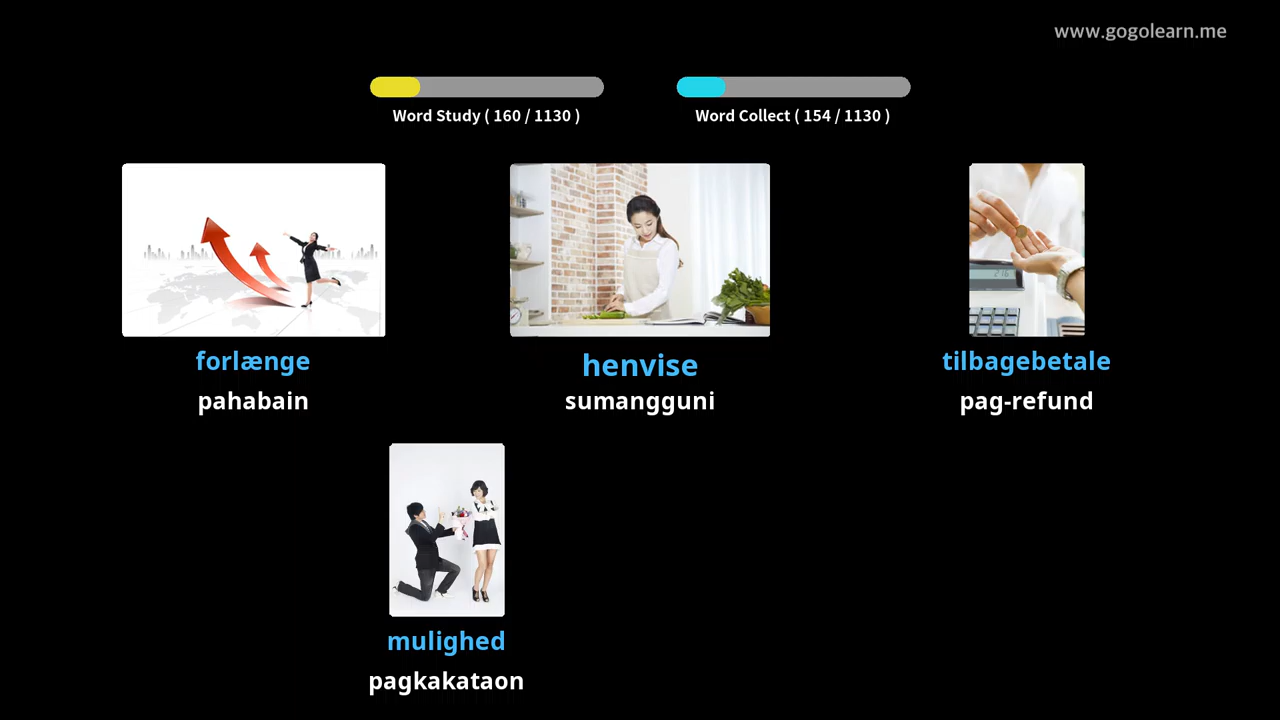 www.gogolearn.me
Word Study ( 160 / 1130 )
Word Collect ( 154 / 1130 )
forlænge
pahabain
henvise
sumangguni
tilbagebetale
pag-refund
mulighed
pagkakataon